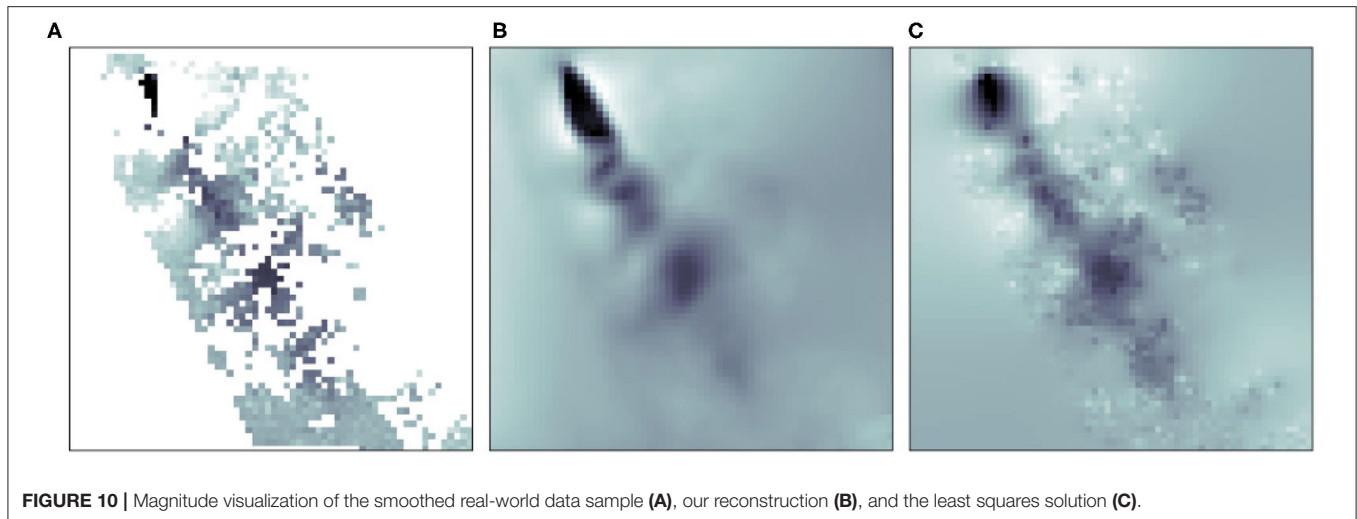 A
B
C
FIGURE 10 | Magnitude visualization of the smoothed real-world data sample (A), our reconstruction (B), and the least squares solution (C).